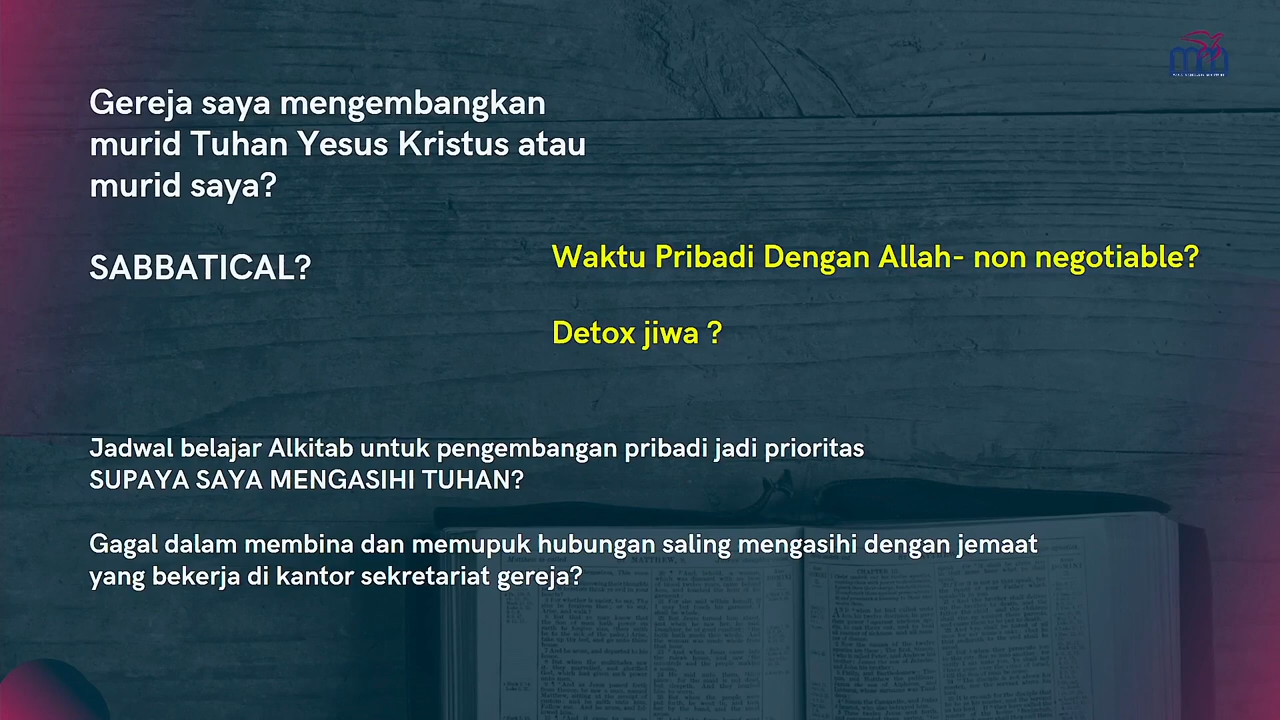 Gereja saya mengembangkan
murid Tuhan Yesus Kristus atau
murid saya?
SABBATICAL?
Waktu Pribadi Dengan Allah- non negotiable?
Detox jiwa ?
Jadwal belajar Alkitab untuk pengembangan pribadi jadi prioritas
SUPAYA SAYA MENGASIHI TUHAN?
Gagal dalam membina dan memupuk hubungan saling mengasihi dengan jemaat
yang bekerja di kantor sekretariat gereja?